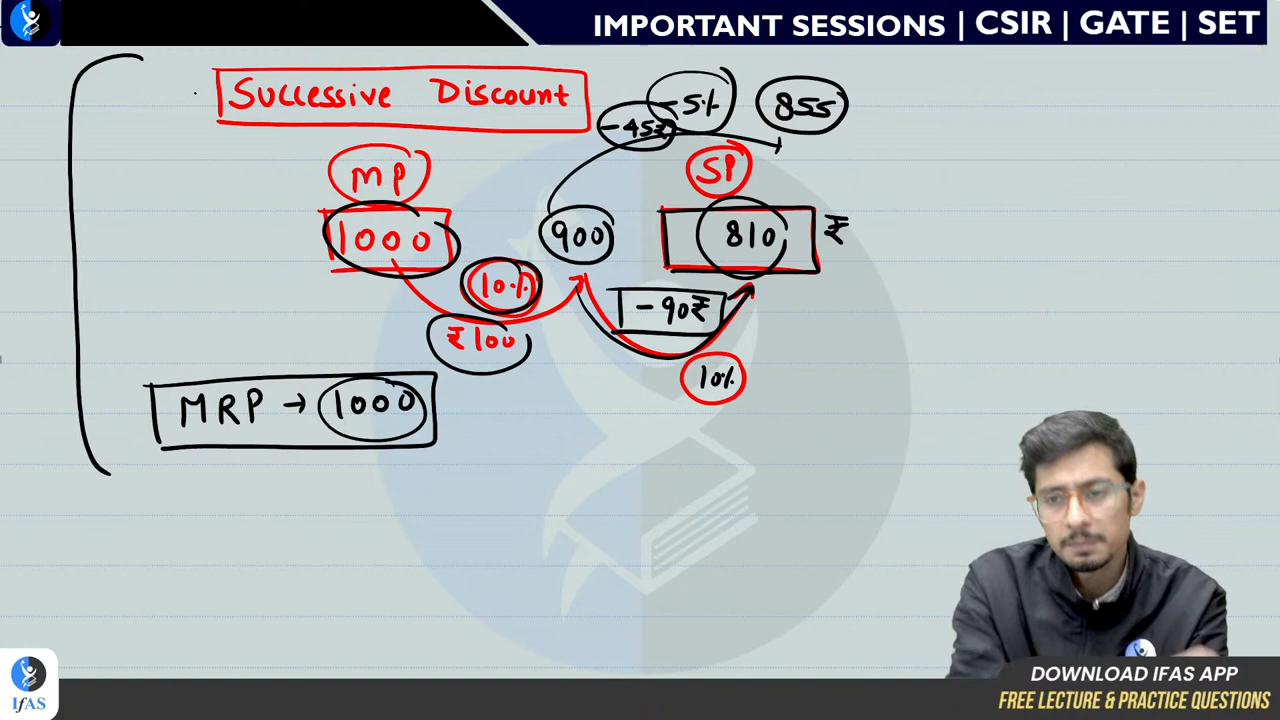 IMPORTANT SESSIONS | CSIR | GATE | SET
Successive Discount
-5%
855
-45₹
MP
SP
1000
900
810 ₹
10%
-90₹
₹100
10%
MRP → 1000
DOWNLOAD IFAS APP
FREE LECTURE & PRACTICE QUESTIONS
IfAS